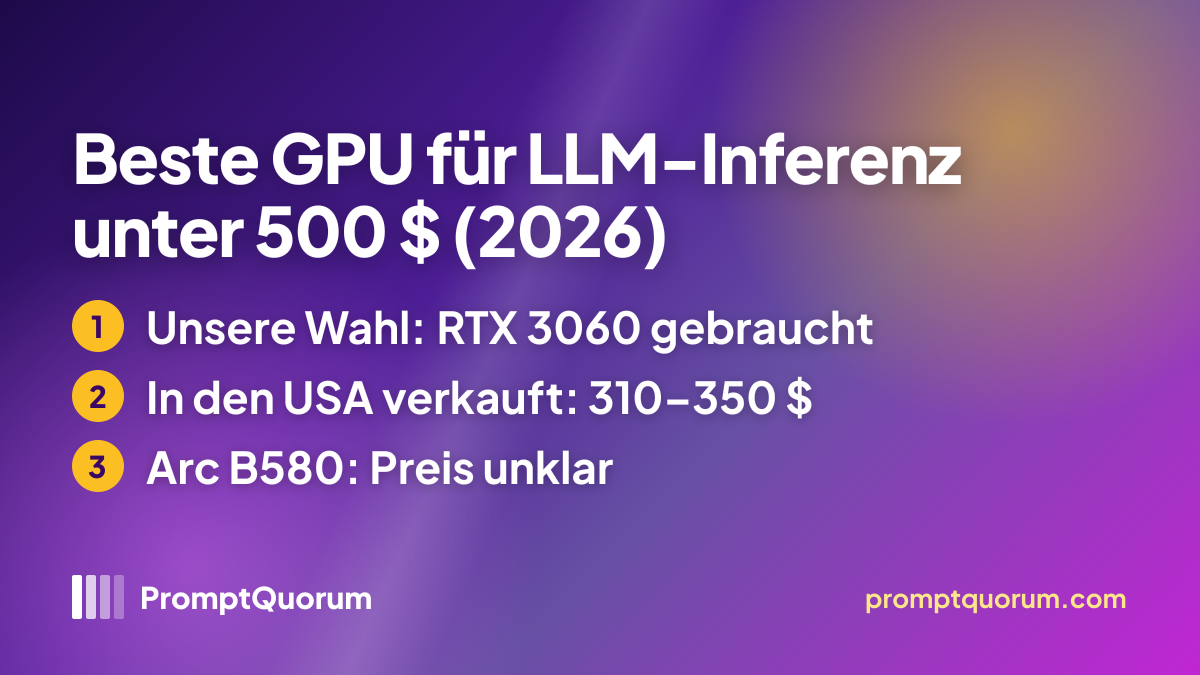 Beste GPU für LLM-Inferenz
unter 500 $ (2026)
1 Unsere Wahl: RTX 3060 gebraucht
2 In den USA verkauft: 310–350 $
3 Arc B580: Preis unklar
PromptQuorum
promptquorum.com